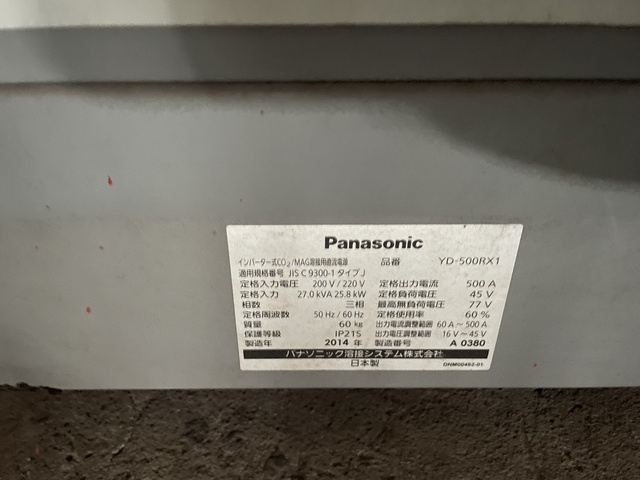 Panasonic
インバーター式CO2/MAG溶接用直流電源 品番 YD-500RX1
適用規格番号 JIS C 9300-1 タイプJ
定格入力電圧 200 V / 220 V 定格出力電流 500 A
定格入力 27.0 kVA 25.8 kW 定格負荷電圧 45 V
相数 三相 最高無負荷電圧 77 V
定格周波数 50 Hz / 60 Hz 定格使用率 60 %
質量 60 kg 出力電流調整範囲 60 A～500 A
保護等級 IP21S 出力電圧調整範囲 16 V～45 V
製造年 2014 年 製造番号 A 0380
パナソニック溶接システム株式会社
日本製 DNM00492-01